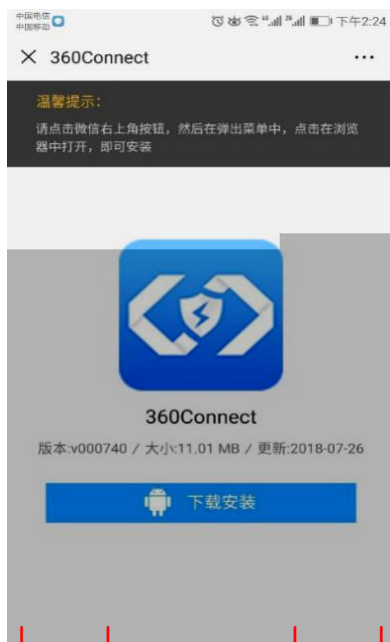 中国电信
中国移动
46 26 下午2:24
360Connect
温馨提示:
请点击微信右上角按钮，然后在弹出菜单中，点击在浏览
器中打开，即可安装
360Connect
版本:v000740 / 大小:11.01 MB / 更新:2018-07-26
下载安装